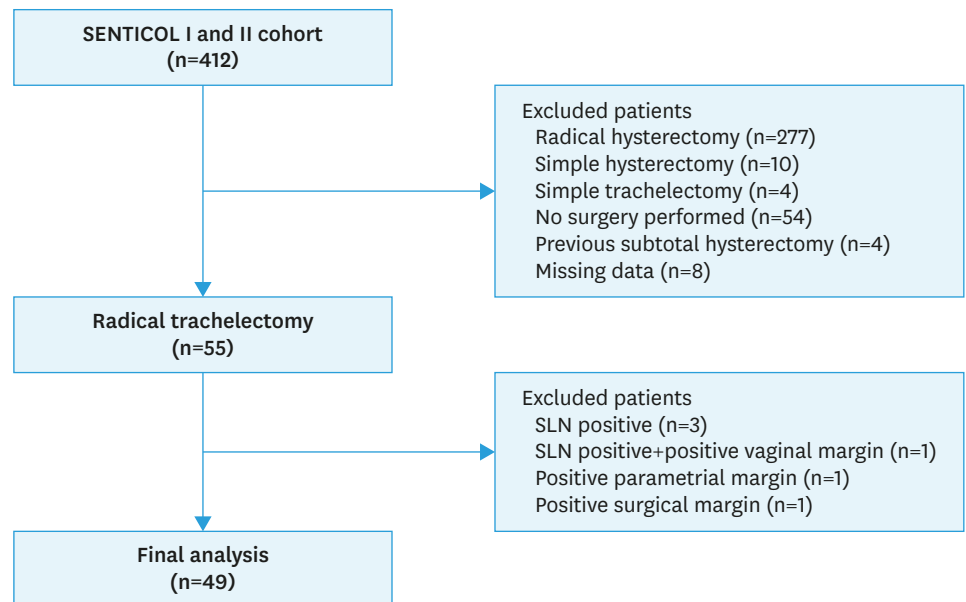 SENTICOL I and II cohort
(n=412)
Excluded patients
Radical hysterectomy (n=277)
Simple hysterectomy (n=10)
Simple trachelectomy (n=4)
No surgery performed (n=54)
Previous subtotal hysterectomy (n=4)
Missing data (n=8)
Radical trachelectomy
(n=55)
Excluded patients
SLN positive (n=3)
SLN positive+positive vaginal margin (n=1)
Positive parametrial margin (n=1)
Positive surgical margin (n=1)
Final analysis
(n=49)